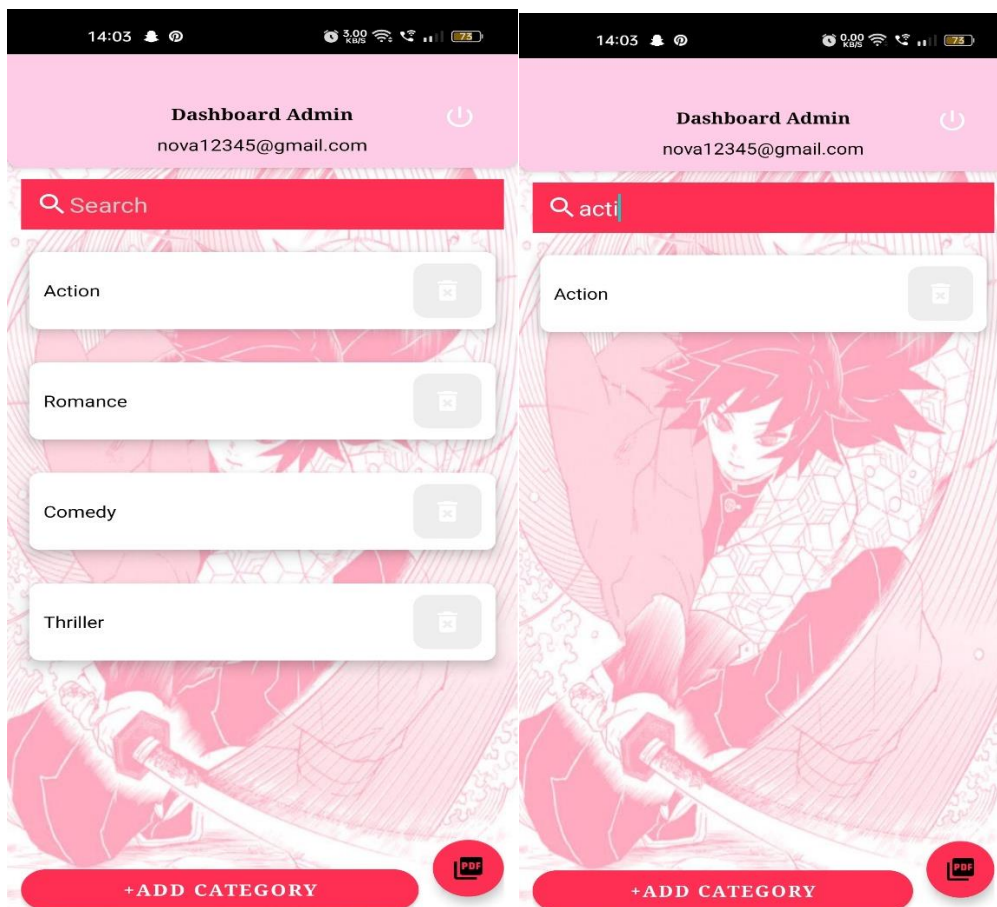 14:03
3.00 KB/S
73
Dashboard Admin
nova12345@gmail.com
Search
Action
Romance
Comedy
Thriller
+ADD CATEGORY
PDF
14:03
0.00 KB/S
73
Dashboard Admin
nova12345@gmail.com
acti
Action
+ADD CATEGORY
PDF